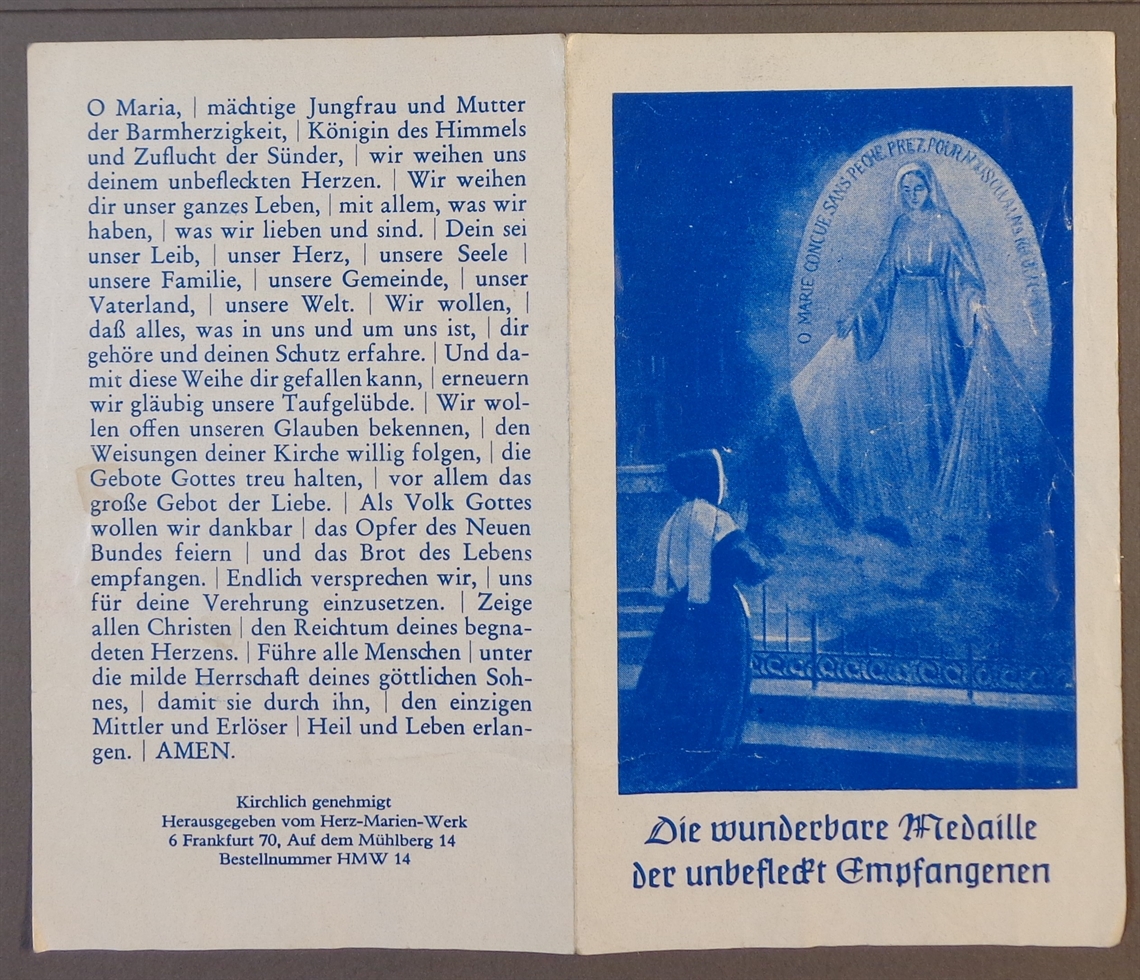 O Maria, | mächtige Jungfrau und Mutter
der Barmherzigkeit, | Königin des Himmels
und Zuflucht der Sünder, | wir weihen uns
deinem unbefleckten Herzen. | Wir weihen
dir unser ganzes Leben, | mit allem, was wir
haben, | was wir lieben und sind. | Dein sei
unser Leib, | unser Herz, | unsere Seele |
unsere Familie, | unsere Gemeinde, | unser
Vaterland, | unsere Welt. | Wir wollen, |
daß alles, was in uns und um uns ist, | dir
gehöre und deinen Schutz erfahre. | Und da-
mit diese Weihe dir gefallen kann, | erneuern
wir gläubig unsere Taufgelübde. | Wir wol-
len offen unseren Glauben bekennen, | den
Weisungen deiner Kirche willig folgen, | die
Gebote Gottes treu halten, | vor allem das
große Gebot der Liebe. | Als Volk Gottes
wollen wir dankbar | das Opfer des Neuen
Bundes feiern | und das Brot des Lebens
empfangen. | Endlich versprechen wir, | uns
für deine Verehrung einzusetzen. | Zeige
allen Christen | den Reichtum deines begna-
deten Herzens. | Führe alle Menschen | unter
die milde Herrschaft deines göttlichen Soh-
nes, | damit sie durch ihn, | den einzigen
Mittler und Erlöser | Heil und Leben erlan-
gen. | AMEN.
Kirchlich genehmigt
Herausgegeben vom Herz-Marien-Werk
6 Frankfurt 70, Auf dem Mühlberg 14
Bestellnummer HMW 14
O MARIE CONCUE SANS PECHE PREZ POUR
Die wunderbare Medaille
der unbefleckt Empfangenen